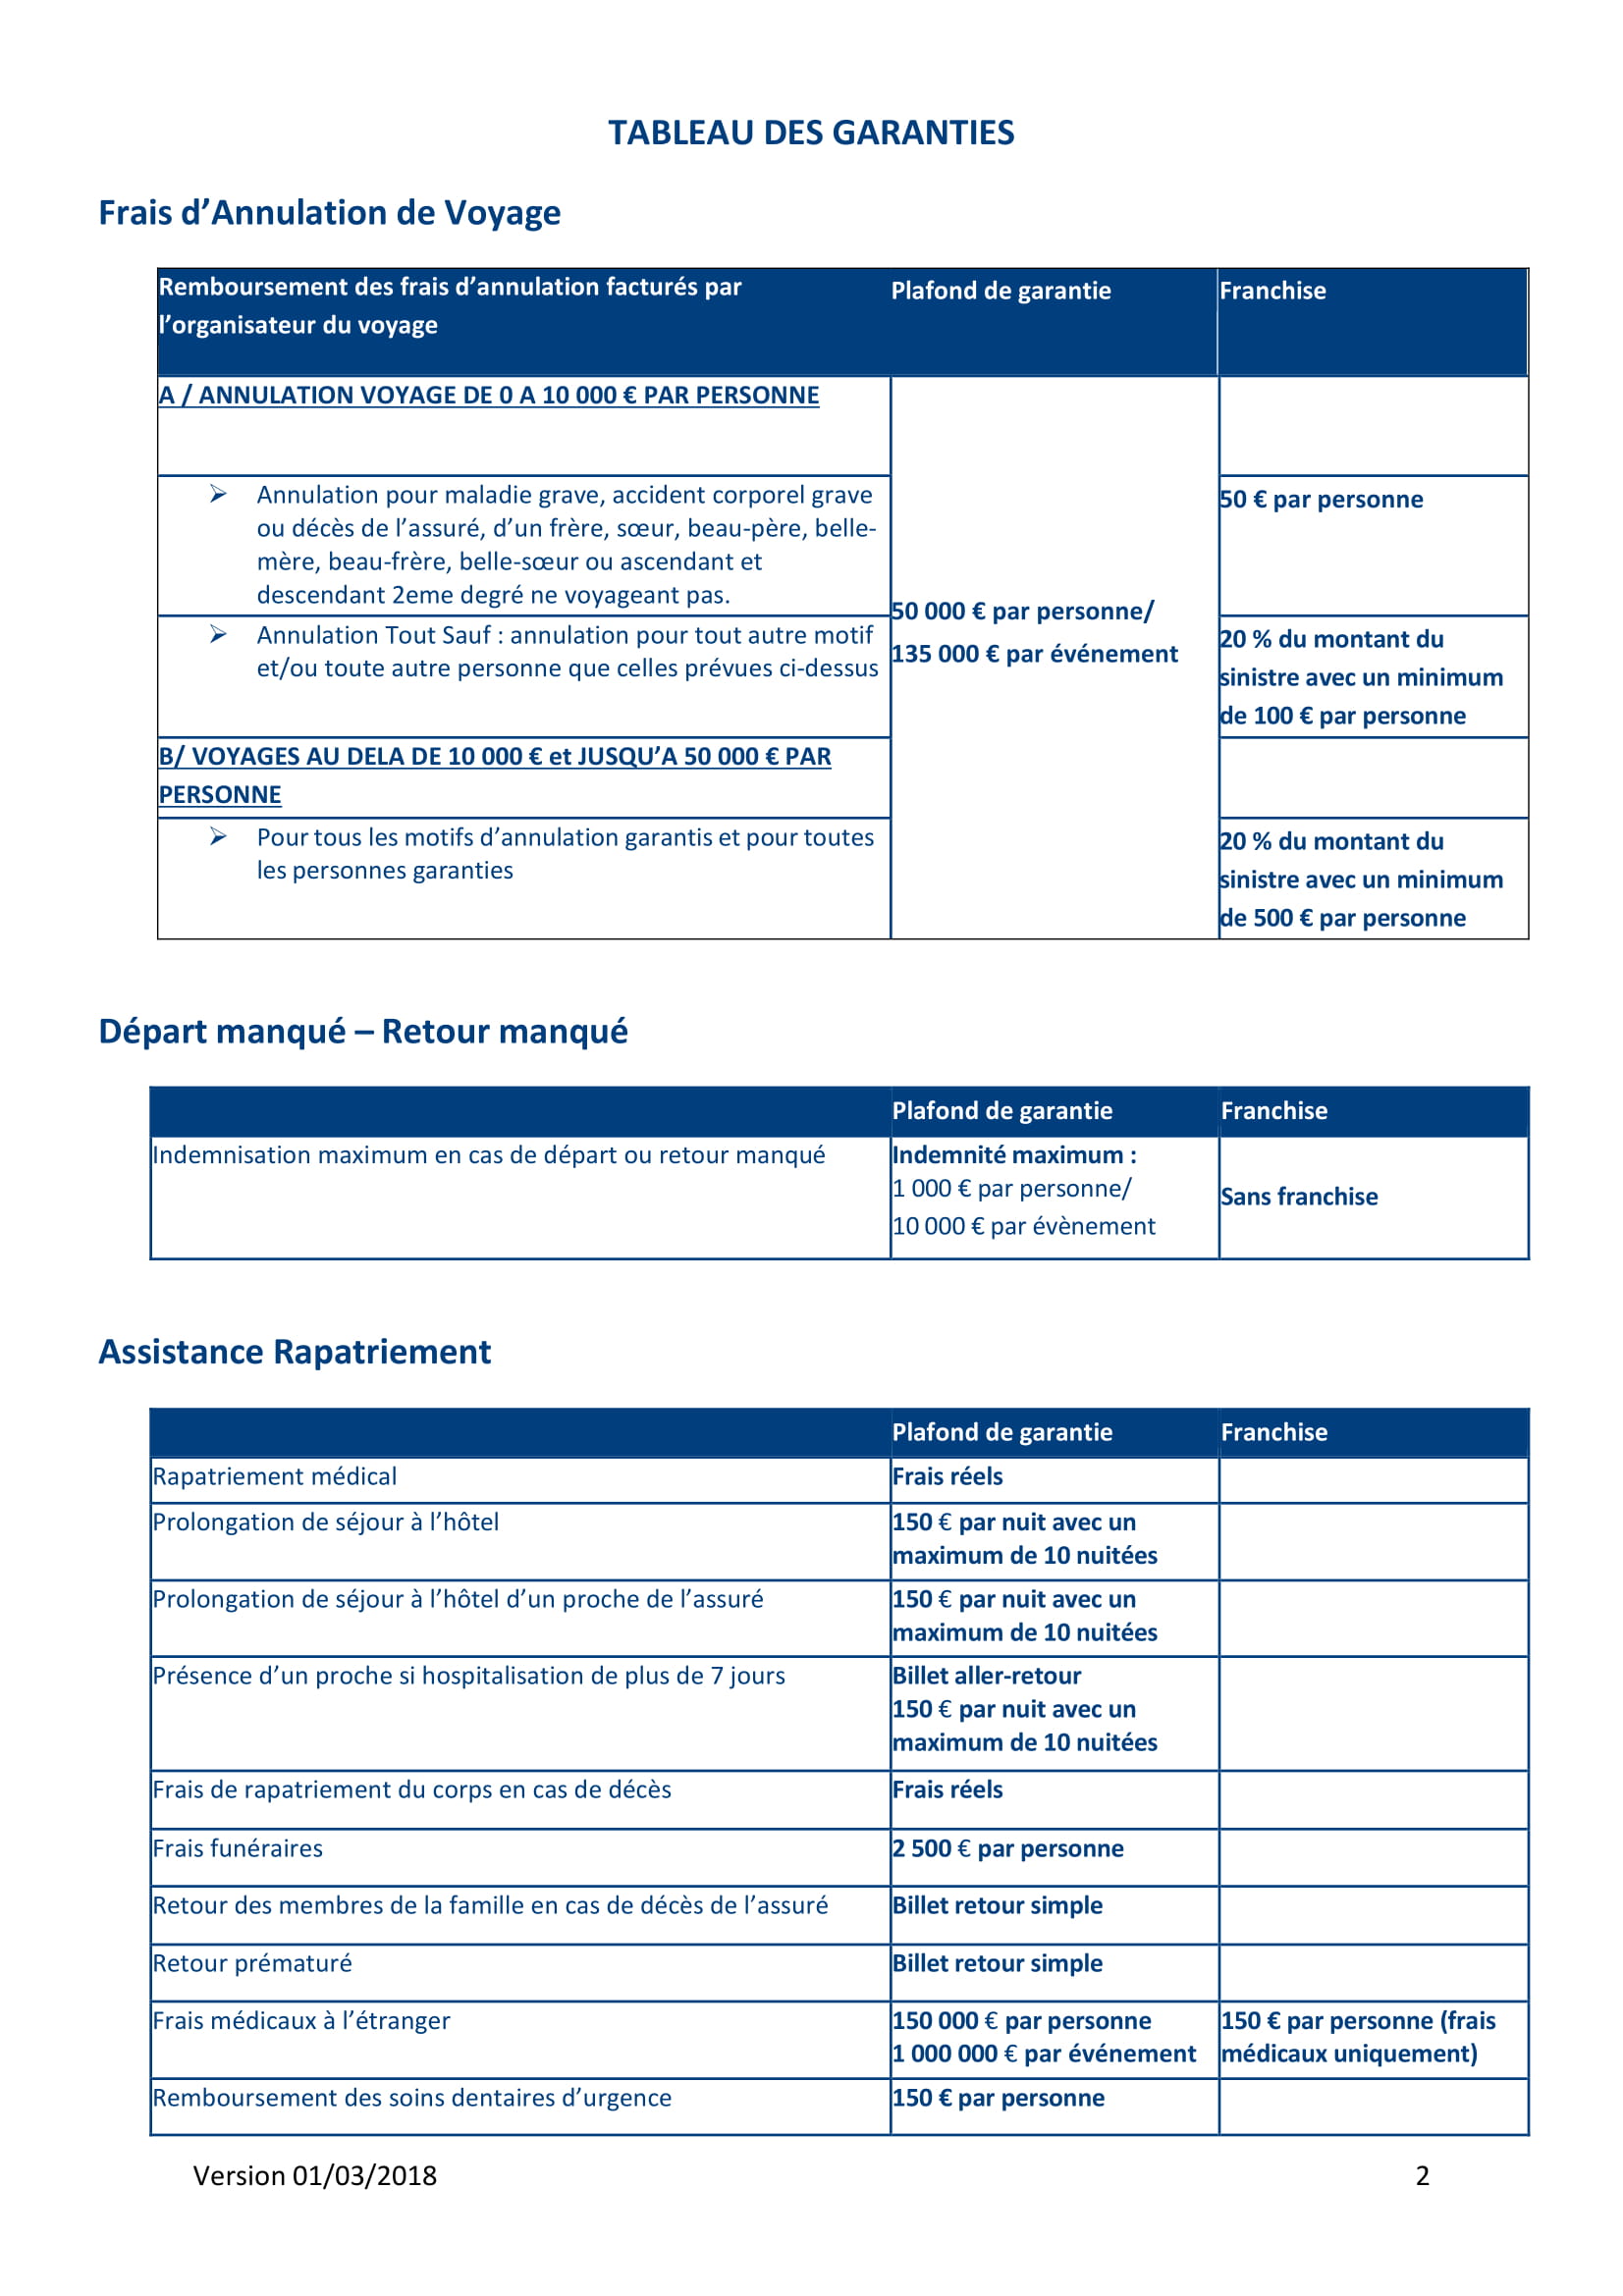 TABLEAU DES GARANTIES
Frais d’Annulation de Voyage
Remboursement des frais d’annulation facturés par
l’organisateur du voyage
Plafond de garantie
Franchise
A / ANNULATION VOYAGE DE 0 A 10 000 € PAR PERSONNE
➢ Annulation pour maladie grave, accident corporel grave
ou décès de l’assuré, d’un frère, sœur, beau-père, belle-
mère, beau-frère, belle-sœur ou ascendant et
descendant 2eme degré ne voyageant pas.
50 € par personne
50 000 € par personne/
135 000 € par événement
➢ Annulation Tout Sauf : annulation pour tout autre motif
et/ou toute autre personne que celles prévues ci-dessus
20 % du montant du
sinistre avec un minimum
de 100 € par personne
B/ VOYAGES AU DELA DE 10 000 € et JUSQU’A 50 000 € PAR
PERSONNE
➢ Pour tous les motifs d’annulation garantis et pour toutes
les personnes garanties
20 % du montant du
sinistre avec un minimum
de 500 € par personne
Départ manqué – Retour manqué
Plafond de garantie
Franchise
Indemnisation maximum en cas de départ ou retour manqué
Indemnité maximum :
1 000 € par personne/
10 000 € par évènement
Sans franchise
Assistance Rapatriement
Plafond de garantie
Franchise
Rapatriement médical
Frais réels
Prolongation de séjour à l’hôtel
150 € par nuit avec un
maximum de 10 nuitées
Prolongation de séjour à l’hôtel d’un proche de l’assuré
150 € par nuit avec un
maximum de 10 nuitées
Présence d’un proche si hospitalisation de plus de 7 jours
Billet aller-retour
150 € par nuit avec un
maximum de 10 nuitées
Frais de rapatriement du corps en cas de décès
Frais réels
Frais funéraires
2 500 € par personne
Retour des membres de la famille en cas de décès de l’assuré
Billet retour simple
Retour prématuré
Billet retour simple
Frais médicaux à l’étranger
150 000 € par personne
1 000 000 € par événement
150 € par personne (frais
médicaux uniquement)
Remboursement des soins dentaires d’urgence
150 € par personne
Version 01/03/2018
2